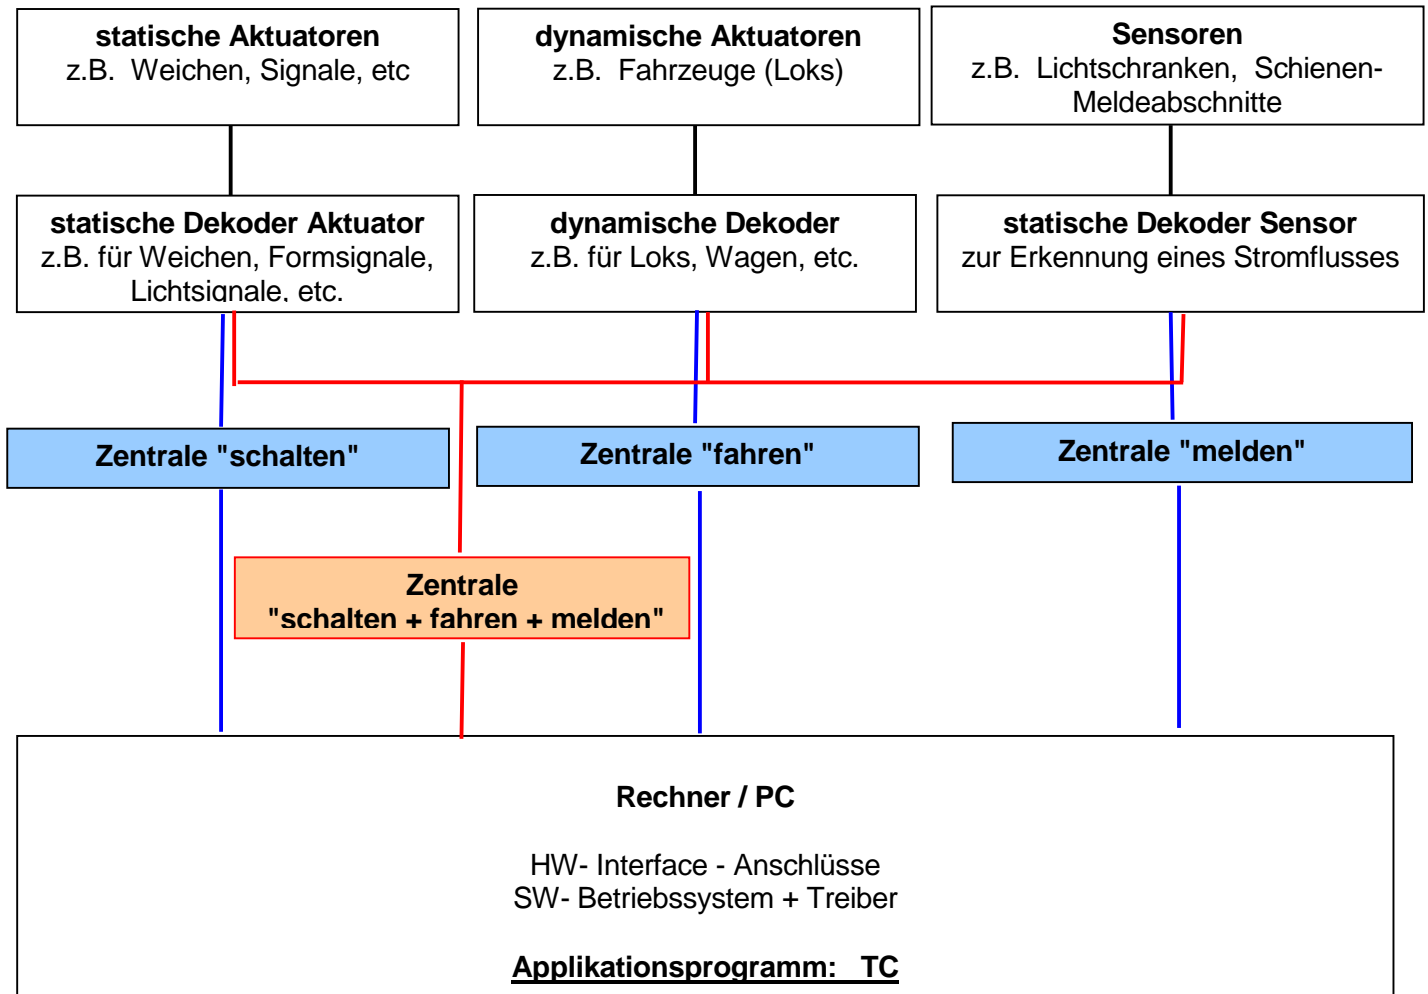 statische Aktuatoren
z.B. Weichen, Signale, etc
dynamische Aktuatoren
z.B. Fahrzeuge (Loks)
Sensoren
z.B. Lichtschranken, Schienen-
Meldeabschnitte
statische Dekoder Aktuator
z.B. für Weichen, Formsignale,
Lichtsignale, etc.
dynamische Dekoder
z.B. für Loks, Wagen, etc.
statische Dekoder Sensor
zur Erkennung eines Stromflusses
Zentrale "schalten"
Zentrale "fahren"
Zentrale "melden"
Zentrale
"schalten + fahren + melden"
Rechner / PC
HW- Interface - Anschlüsse
SW- Betriebssystem + Treiber
Applikationsprogramm: TC